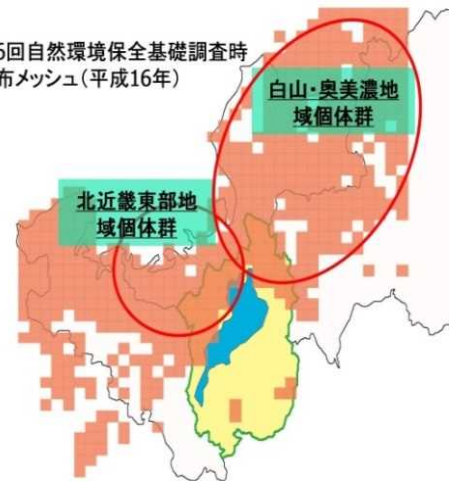 6回自然環境保全基礎調査時
布メッシュ(平成16年)
白山・奥美濃地
域個体群
北近畿東部地
域個体群